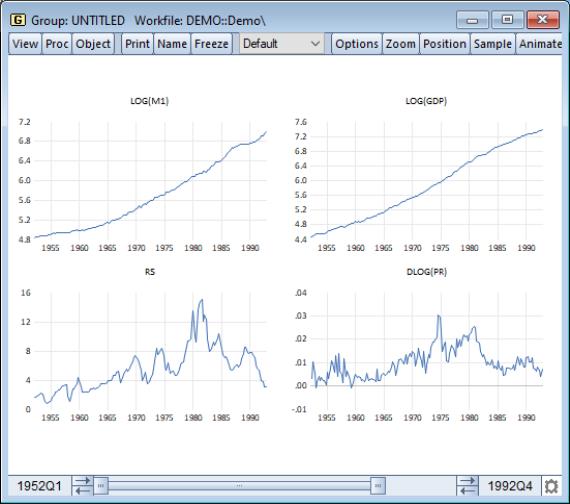 Group: UNTITLED Workfile: DEMO::Demo\
View Proc Object Print Name Freeze Default Options Zoom Position Sample Animate
LOG(M1)
7.2
6.8
6.4
6.0
5.6
5.2
4.8
1955 1960 1965 1970 1975 1980 1985 1990
LOG(GDP)
7.6
7.2
6.8
6.4
6.0
5.6
5.2
4.8
4.4
1955 1960 1965 1970 1975 1980 1985 1990
RS
16
12
8
4
0
1955 1960 1965 1970 1975 1980 1985 1990
DLOG(PR)
.04
.03
.02
.01
.00
-.01
1955 1960 1965 1970 1975 1980 1985 1990
1952Q1 1992Q4